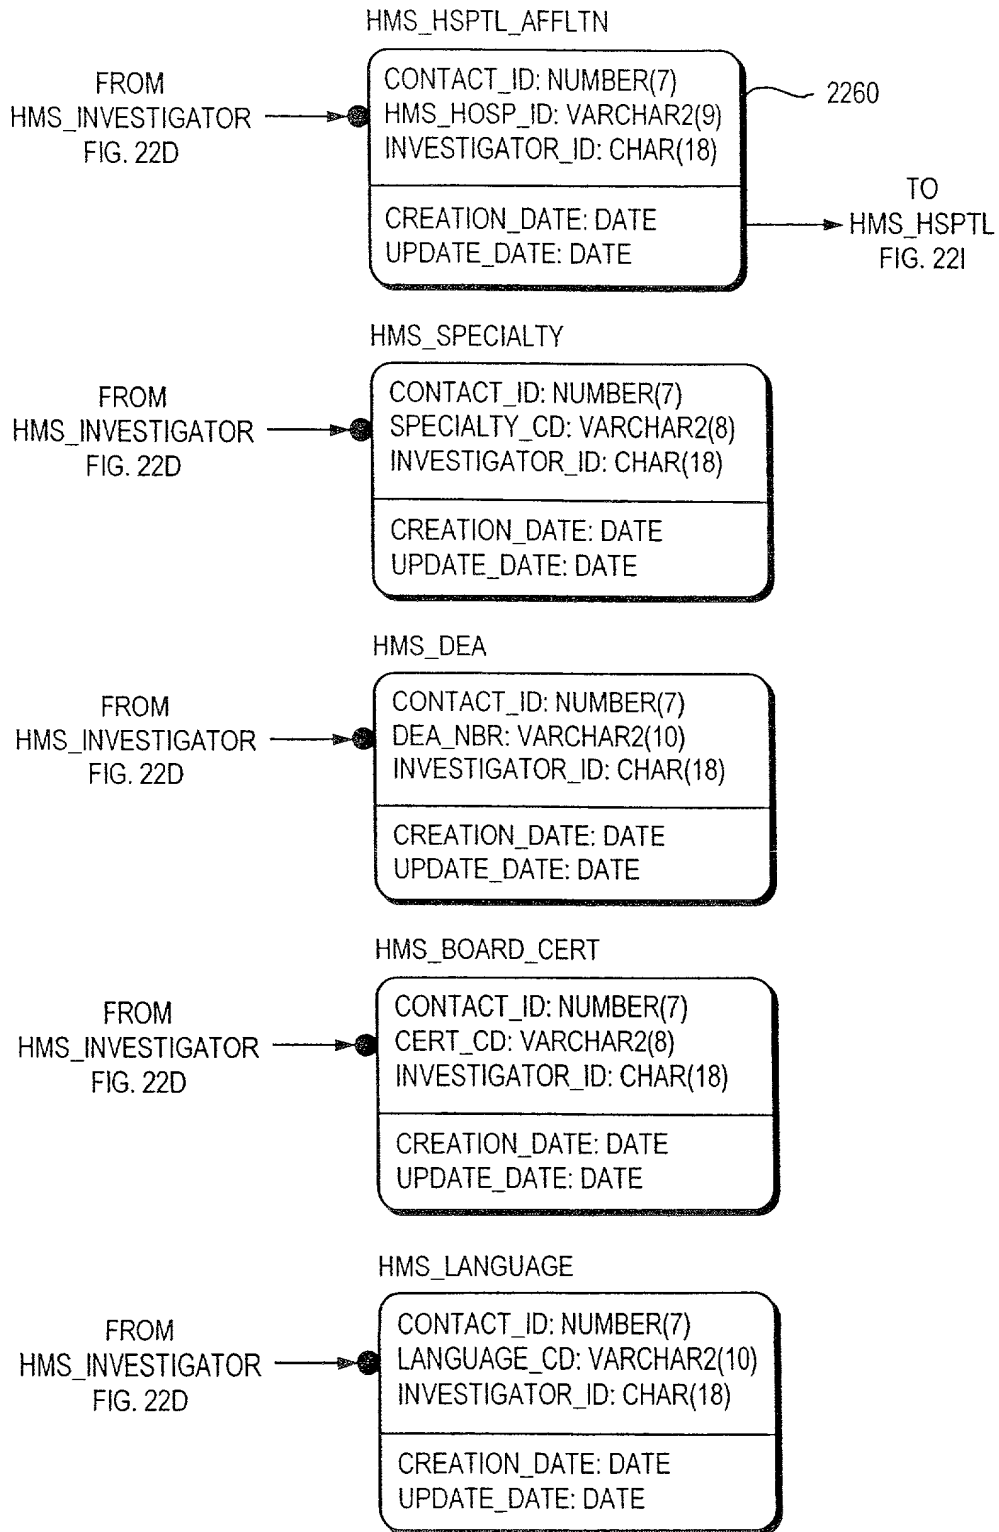 HMS_HSPTL_AFFLTN
FROM
HMS_INVESTIGATOR
FIG. 22D
CONTACT_ID: NUMBER(7)
HMS_HOSP_ID: VARCHAR2(9)
INVESTIGATOR_ID: CHAR(18)
CREATION_DATE: DATE
UPDATE_DATE: DATE
2260
TO
HMS_HSPTL
FIG. 22I
HMS_SPECIALTY
FROM
HMS_INVESTIGATOR
FIG. 22D
CONTACT_ID: NUMBER(7)
SPECIALTY_CD: VARCHAR2(8)
INVESTIGATOR_ID: CHAR(18)
CREATION_DATE: DATE
UPDATE_DATE: DATE
HMS_DEA
FROM
HMS_INVESTIGATOR
FIG. 22D
CONTACT_ID: NUMBER(7)
DEA_NBR: VARCHAR2(10)
INVESTIGATOR_ID: CHAR(18)
CREATION_DATE: DATE
UPDATE_DATE: DATE
HMS_BOARD_CERT
FROM
HMS_INVESTIGATOR
FIG. 22D
CONTACT_ID: NUMBER(7)
CERT_CD: VARCHAR2(8)
INVESTIGATOR_ID: CHAR(18)
CREATION_DATE: DATE
UPDATE_DATE: DATE
HMS_LANGUAGE
FROM
HMS_INVESTIGATOR
FIG. 22D
CONTACT_ID: NUMBER(7)
LANGUAGE_CD: VARCHAR2(10)
INVESTIGATOR_ID: CHAR(18)
CREATION_DATE: DATE
UPDATE_DATE: DATE